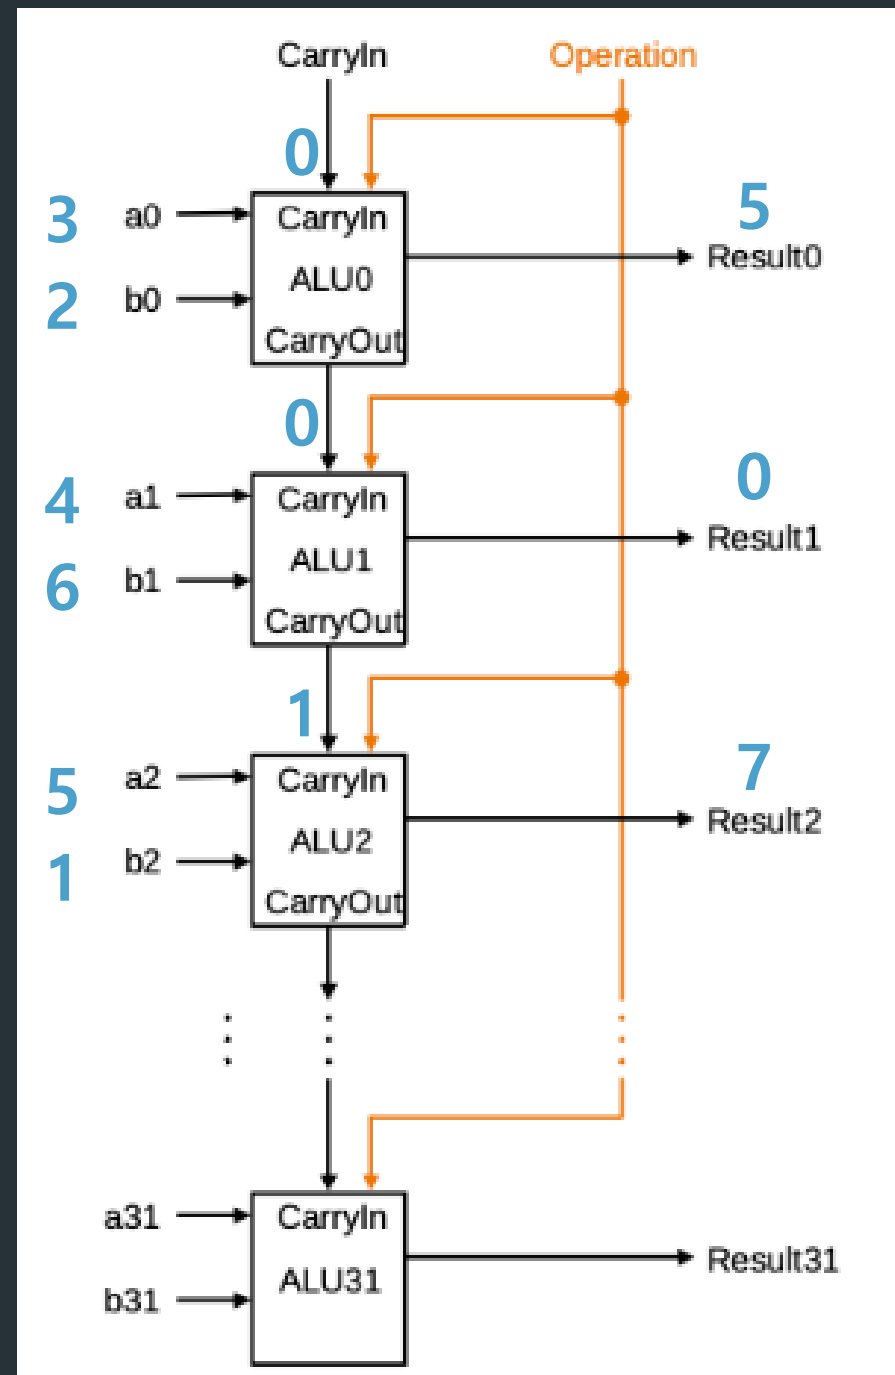 CarryIn Operation
0
3 a0 CarryIn 5
ALU0 Result0
2 b0
CarryOut
0
4 a1 CarryIn 0
ALU1 Result1
6 b1
CarryOut
1
5 a2 CarryIn 7
ALU2 Result2
1 b2
CarryOut
a31 CarryIn
ALU31 Result31
b31